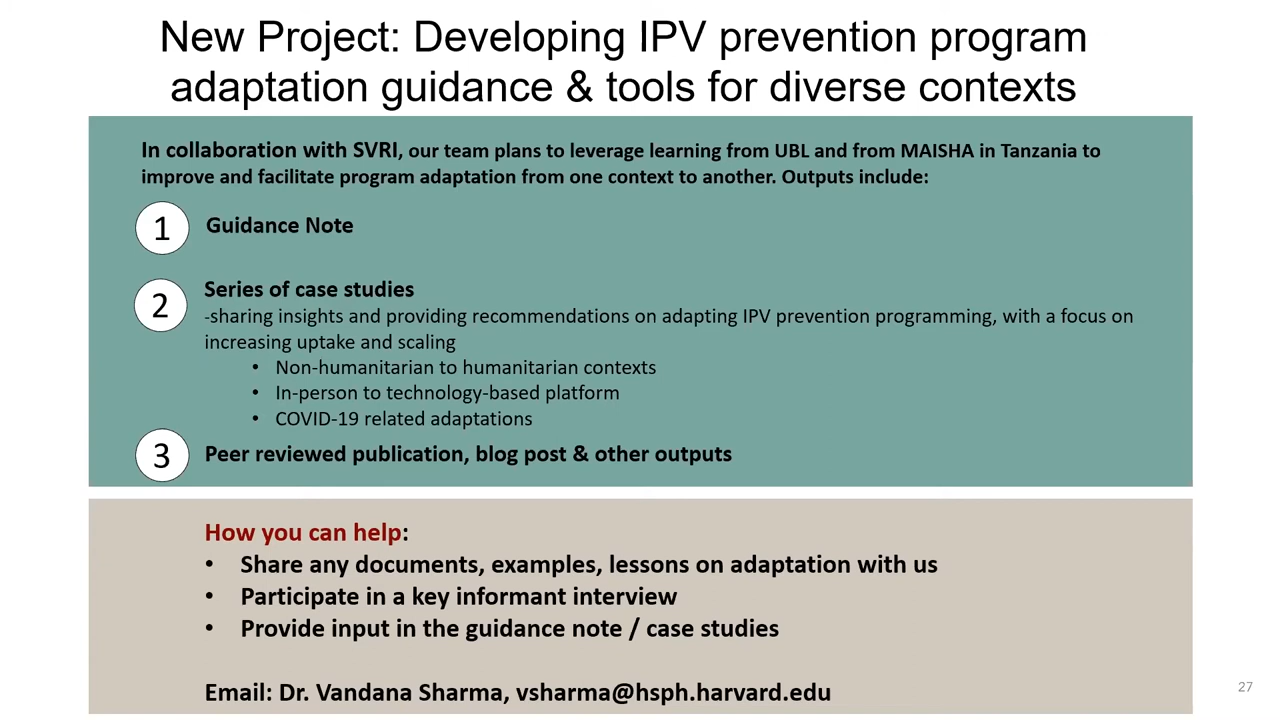 New Project: Developing IPV prevention program
adaptation guidance & tools for diverse contexts
In collaboration with SVRI, our team plans to leverage learning from UBL and from MAISHA in Tanzania to
improve and facilitate program adaptation from one context to another. Outputs include:
1 Guidance Note
2 Series of case studies
-sharing insights and providing recommendations on adapting IPV prevention programming, with a focus on
increasing uptake and scaling
• Non-humanitarian to humanitarian contexts
• In-person to technology-based platform
• COVID-19 related adaptations
3 Peer reviewed publication, blog post & other outputs
How you can help:
• Share any documents, examples, lessons on adaptation with us
• Participate in a key informant interview
• Provide input in the guidance note / case studies
Email: Dr. Vandana Sharma, vsharma@hsph.harvard.edu
27